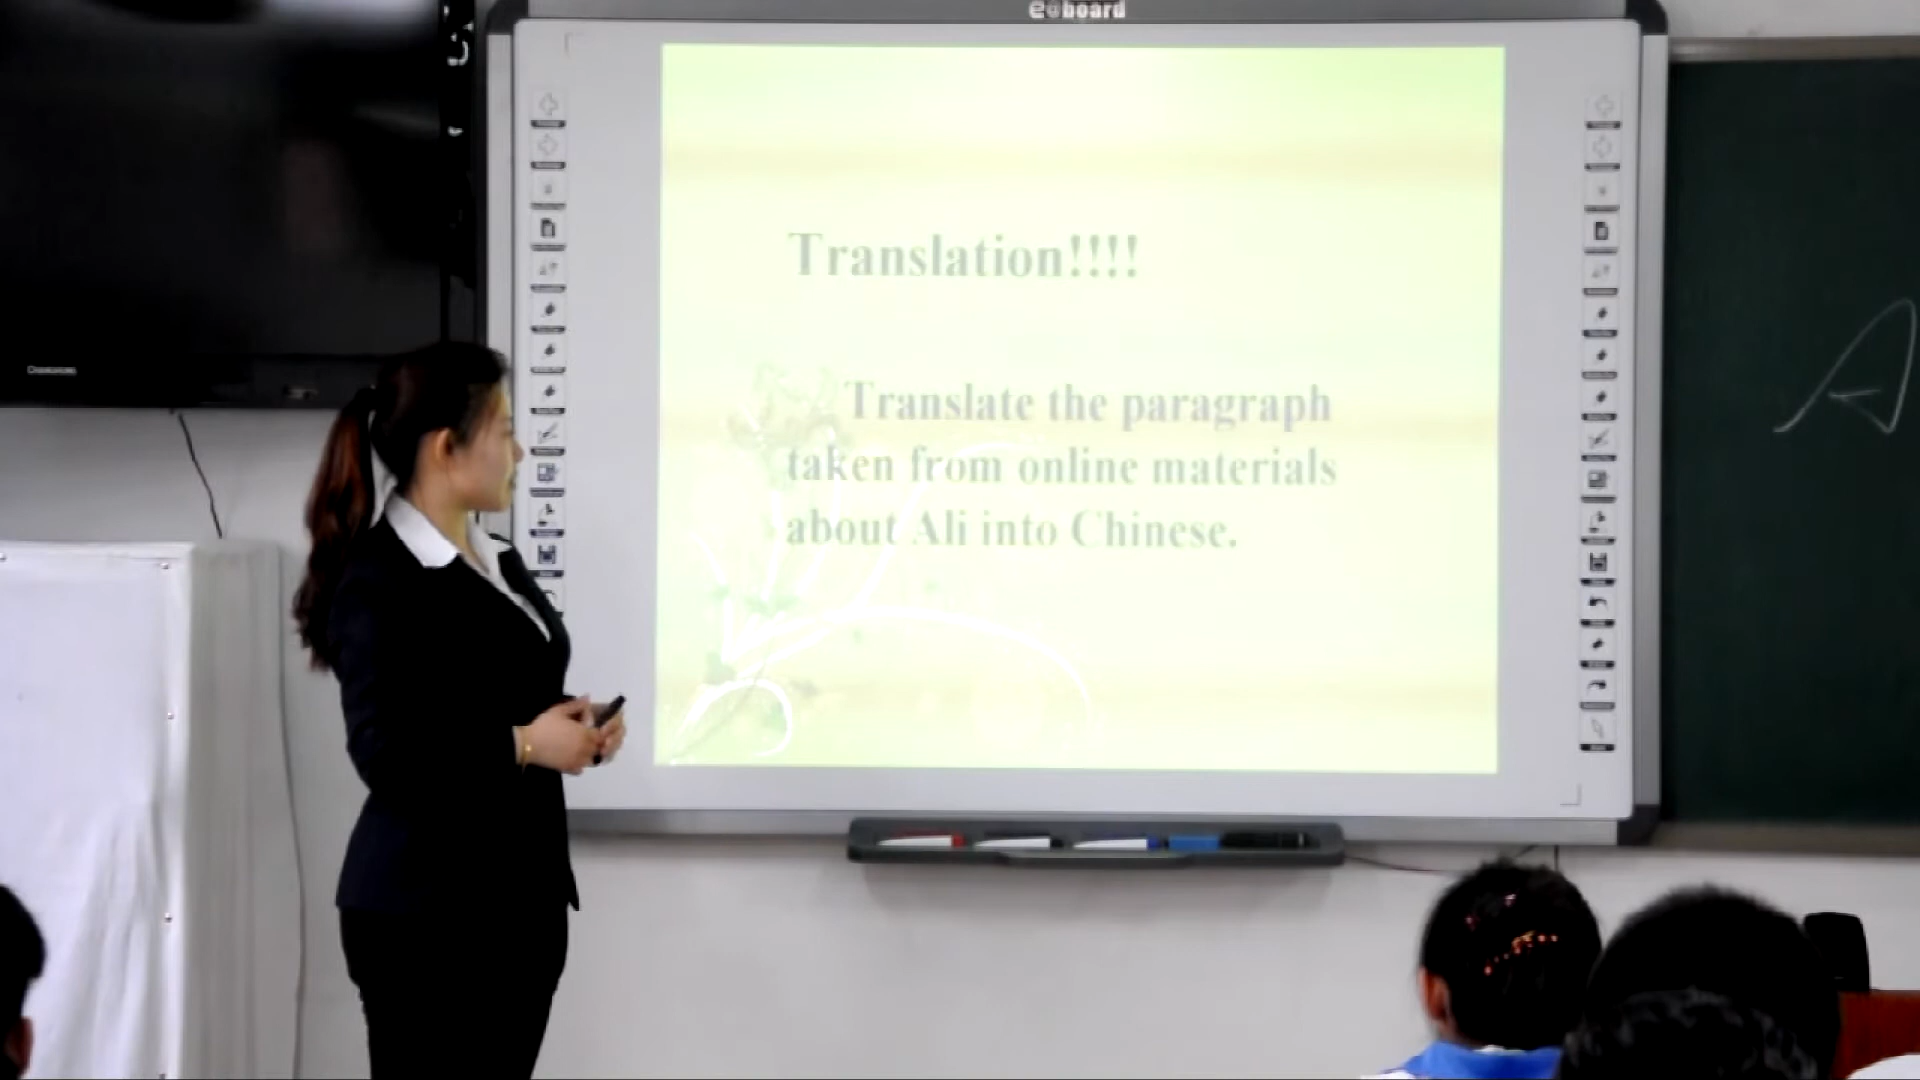 e@board
Translation!!!!
Translate the paragraph
taken from online materials
about Ali into Chinese.
A